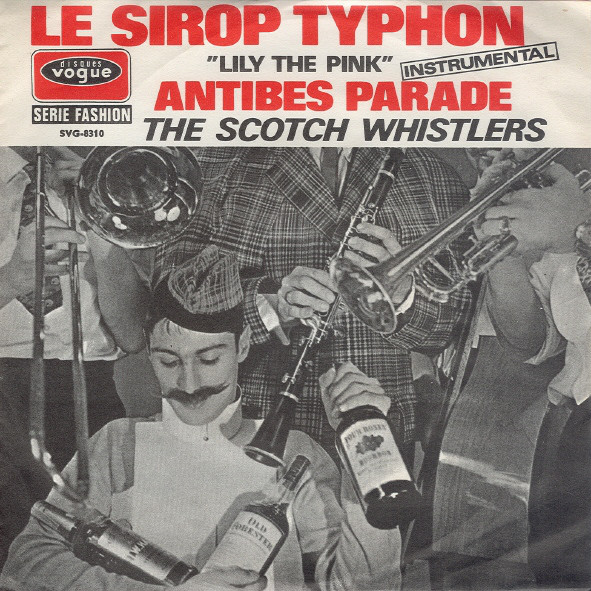 LE SIROP TYPHON
disques
vogue
"LILY THE PINK"
INSTRUMENTAL
ANTIBES PARADE
SERIE FASHION
SVG-8310
THE SCOTCH WHISTLERS
FOUR ROSES
BOURBON
OLD
FORESTER